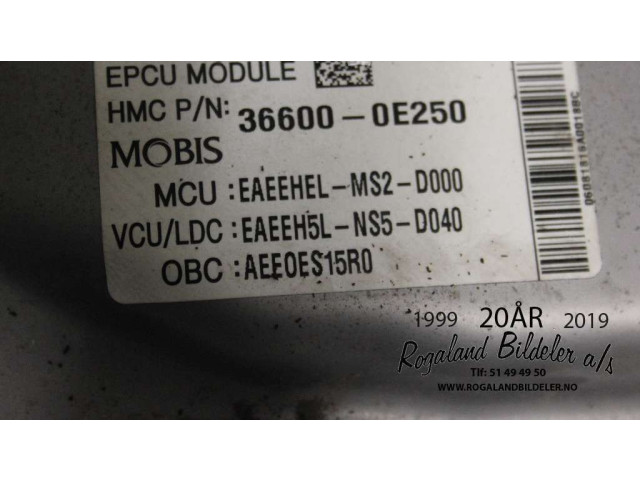 EPCU MODULE
HMC P/N: 36600-0E250
MOBIS
MCU : EAEEHEL-MS2-D000
VCU/LDC : EAEEH5L-NS5-D040
OBC : AEE0ES15R0
1999 20ÅR 2019
Rogaland Bildeler a/s
Tlf: 51 49 49 50
WWW.ROGALANDBILDELER.NO